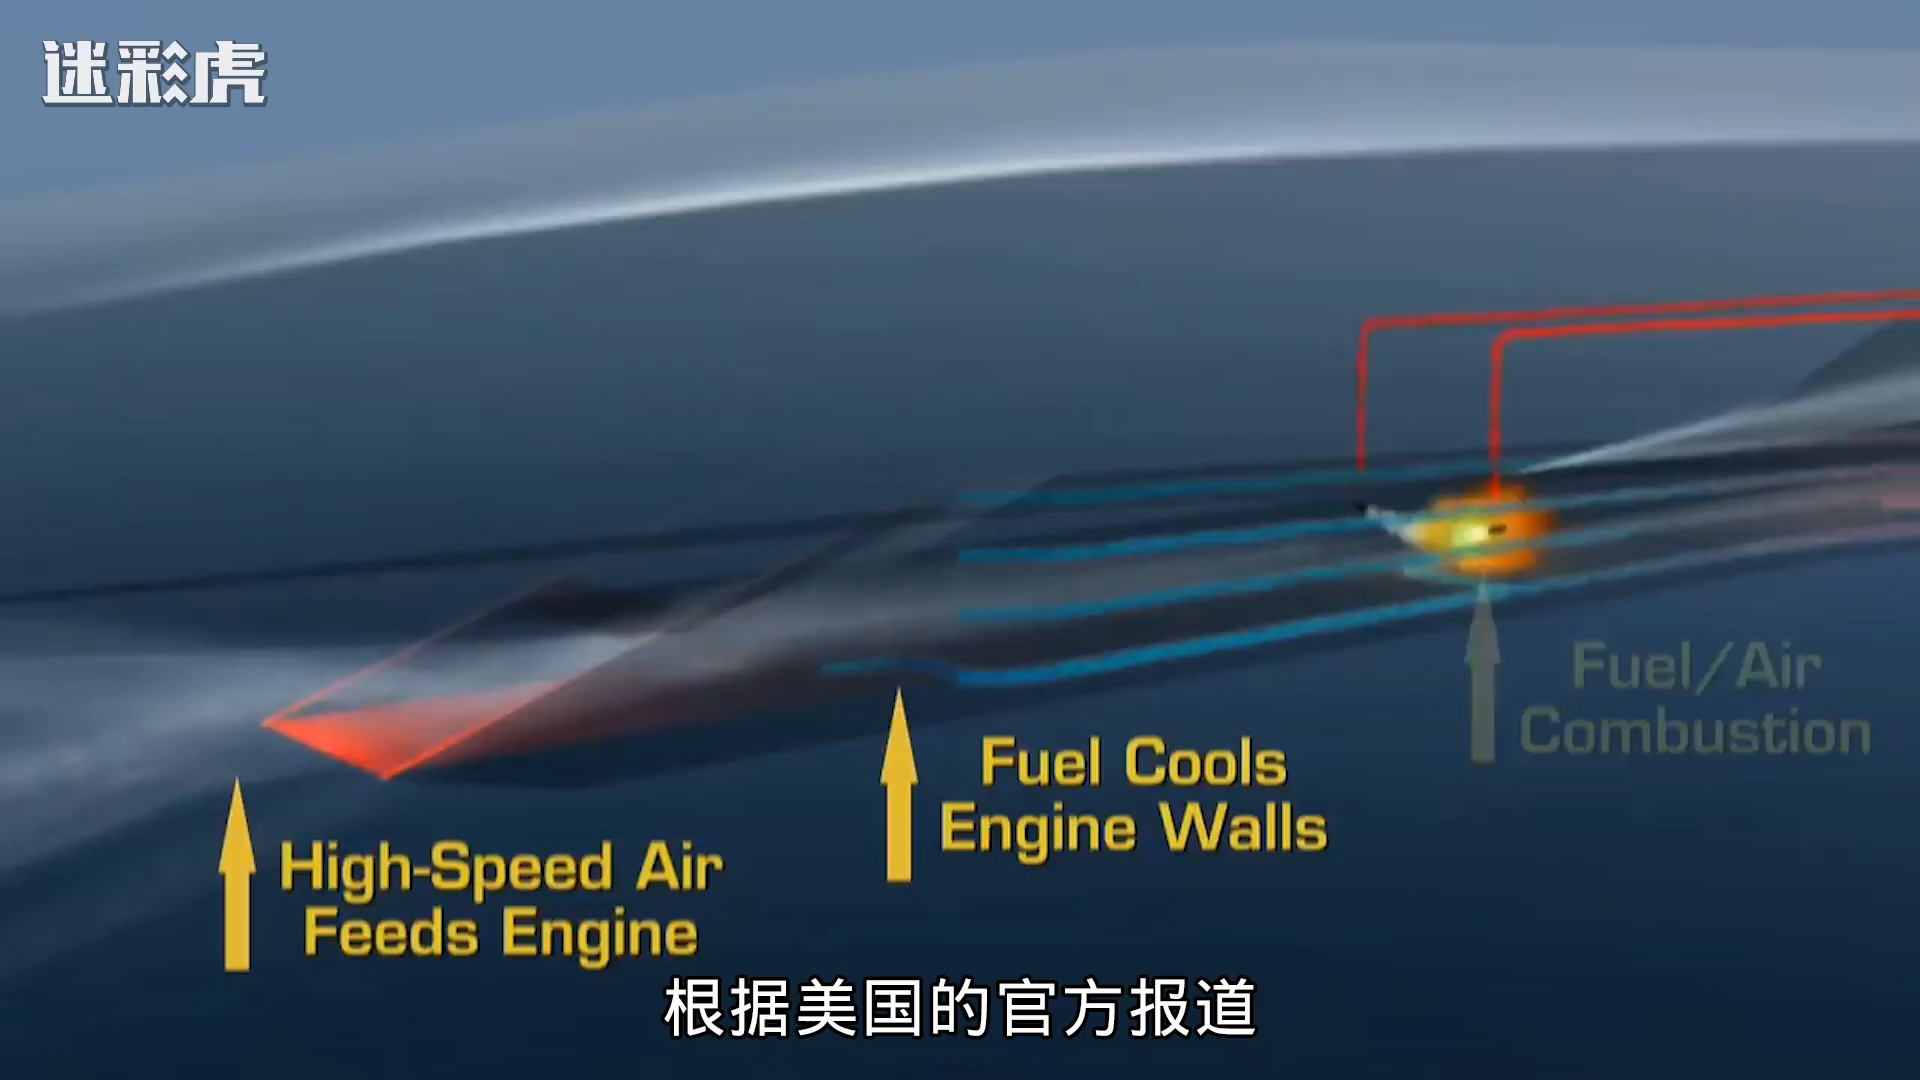 迷彩虎
Fuel/Air
Combustion
Fuel Cools
Engine Walls
High-Speed Air
Feeds Engine
根据美国的官方报道